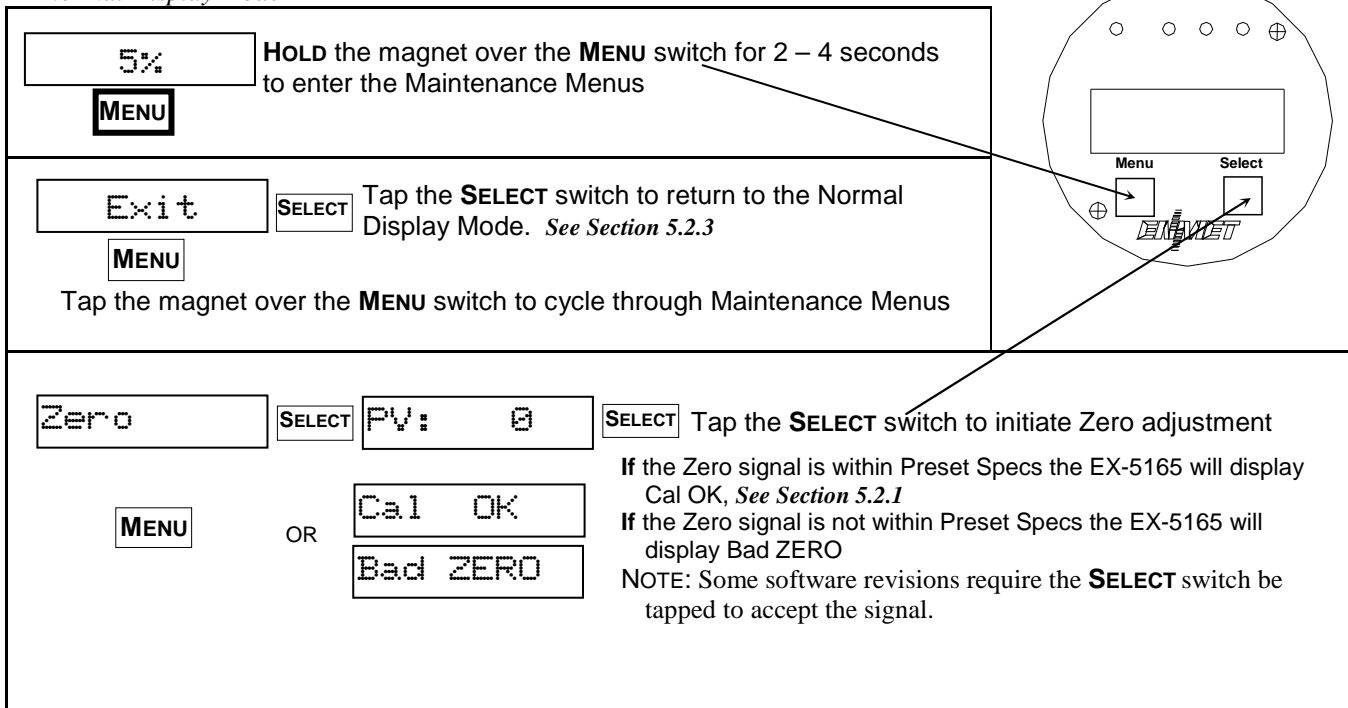 5%
HOLD the magnet over the MENU switch for 2 – 4 seconds
to enter the Maintenance Menus
MENU
Menu Select
ENMET
Exit
SELECT
Tap the SELECT switch to return to the Normal
Display Mode. See Section 5.2.3
MENU
Tap the magnet over the MENU switch to cycle through Maintenance Menus
Zero
SELECT
PV: 0
SELECT
Tap the SELECT switch to initiate Zero adjustment
If the Zero signal is within Preset Specs the EX-5165 will display
Cal OK, See Section 5.2.1
If the Zero signal is not within Preset Specs the EX-5165 will
display Bad ZERO
NOTE: Some software revisions require the SELECT switch be
tapped to accept the signal.
MENU
OR
Cal OK
Bad ZERO